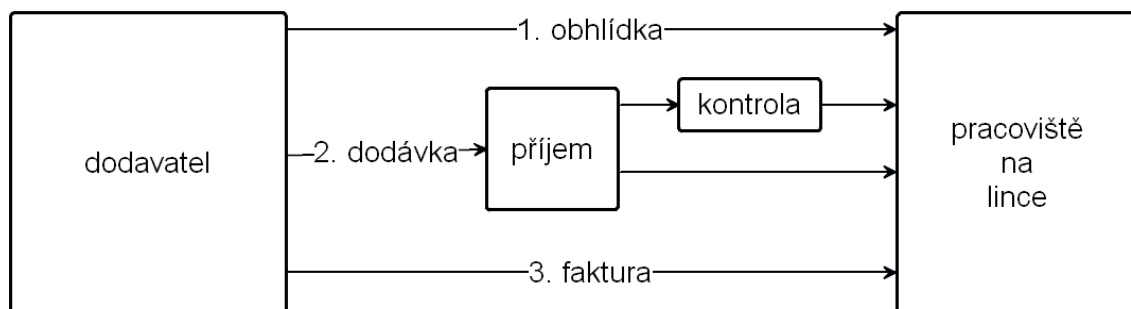 1. obhlídka
kontrola
dodavatel
2. dodávka
příjem
pracoviště
na
lince
3. faktura